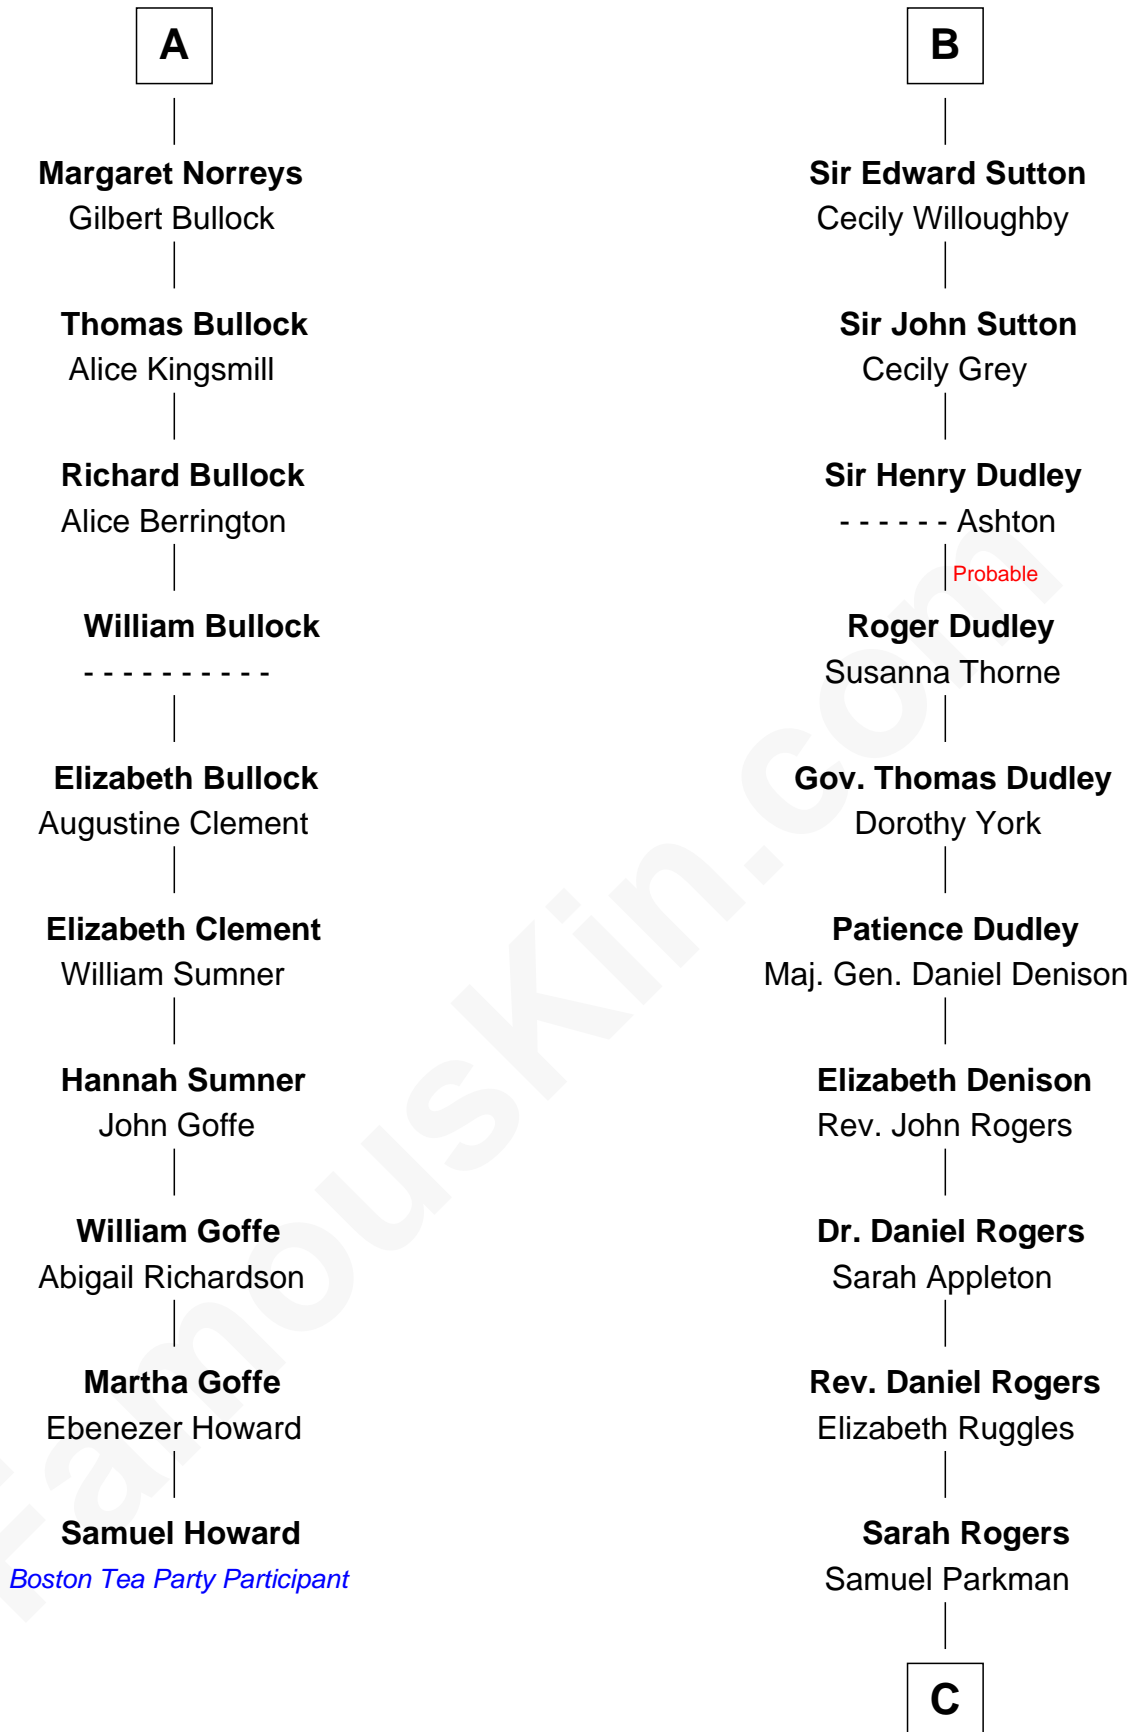 A
Margaret Norreys
Gilbert Bullock
Thomas Bullock
Alice Kingsmill
Richard Bullock
Alice Berrington
William Bullock
- - - - - - - - - -
Elizabeth Bullock
Augustine Clement
Elizabeth Clement
William Sumner
Hannah Sumner
John Goffe
William Goffe
Abigail Richardson
Martha Goffe
Ebenezer Howard
Samuel Howard
Boston Tea Party Participant
B
Sir Edward Sutton
Cecily Willoughby
Sir John Sutton
Cecily Grey
Sir Henry Dudley
- - - - - - Ashton
Probable
Roger Dudley
Susanna Thorne
Gov. Thomas Dudley
Dorothy York
Patience Dudley
Maj. Gen. Daniel Denison
Elizabeth Denison
Rev. John Rogers
Dr. Daniel Rogers
Sarah Appleton
Rev. Daniel Rogers
Elizabeth Ruggles
Sarah Rogers
Samuel Parkman
C
FamousKin.com